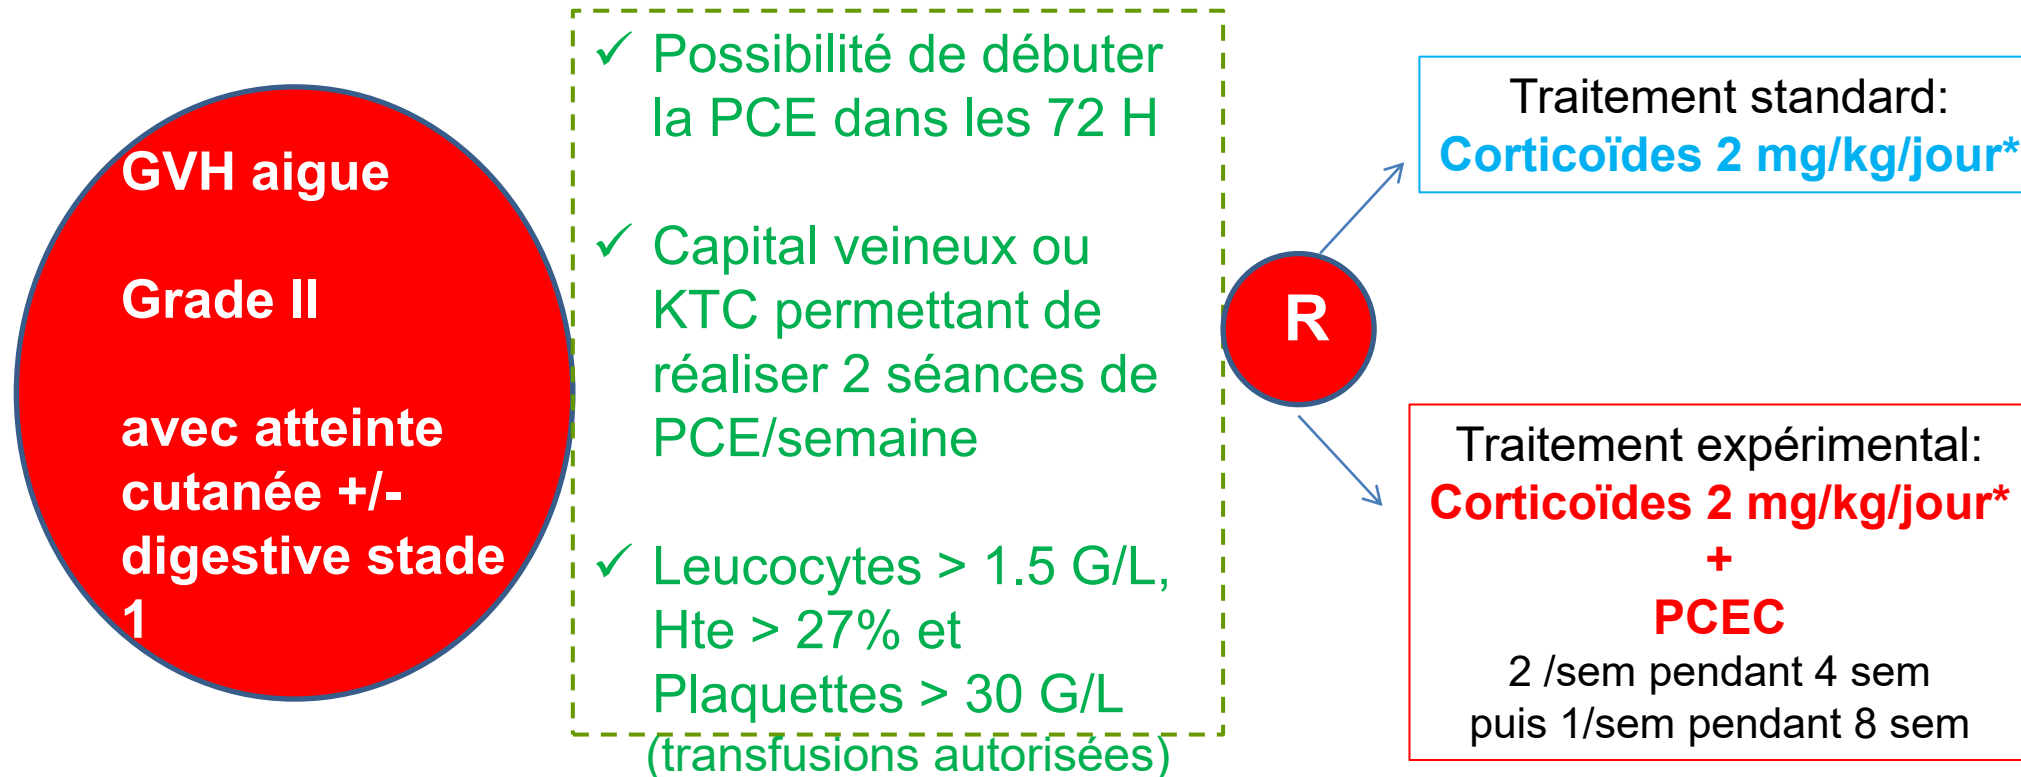 GVH aigue
Grade II
avec atteinte
cutanée +/-
digestive stade
1
✓ Possibilité de débuter
la PCE dans les 72 H
✓ Capital veineux ou
KTC permettant de
réaliser 2 séances de
PCE/semaine
✓ Leucocytes > 1.5 G/L,
Hte > 27% et
Plaquettes > 30 G/L
(transfusions autorisées)
R
Traitement standard:
Corticoïdes 2 mg/kg/jour*
Traitement expérimental:
Corticoïdes 2 mg/kg/jour*
+
PCEC
2 /sem pendant 4 sem
puis 1/sem pendant 8 sem